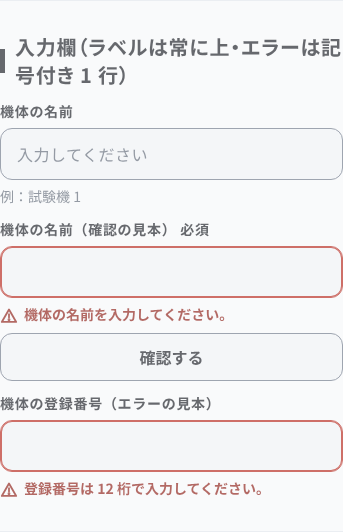 入力欄（ラベルは常に上・エラーは記
号付き 1 行）
機体の名前
入力してください
例：試験機 1
機体の名前（確認の見本） 必須
機体の名前を入力してください。
確認する
機体の登録番号（エラーの見本）
登録番号は 12 桁で入力してください。